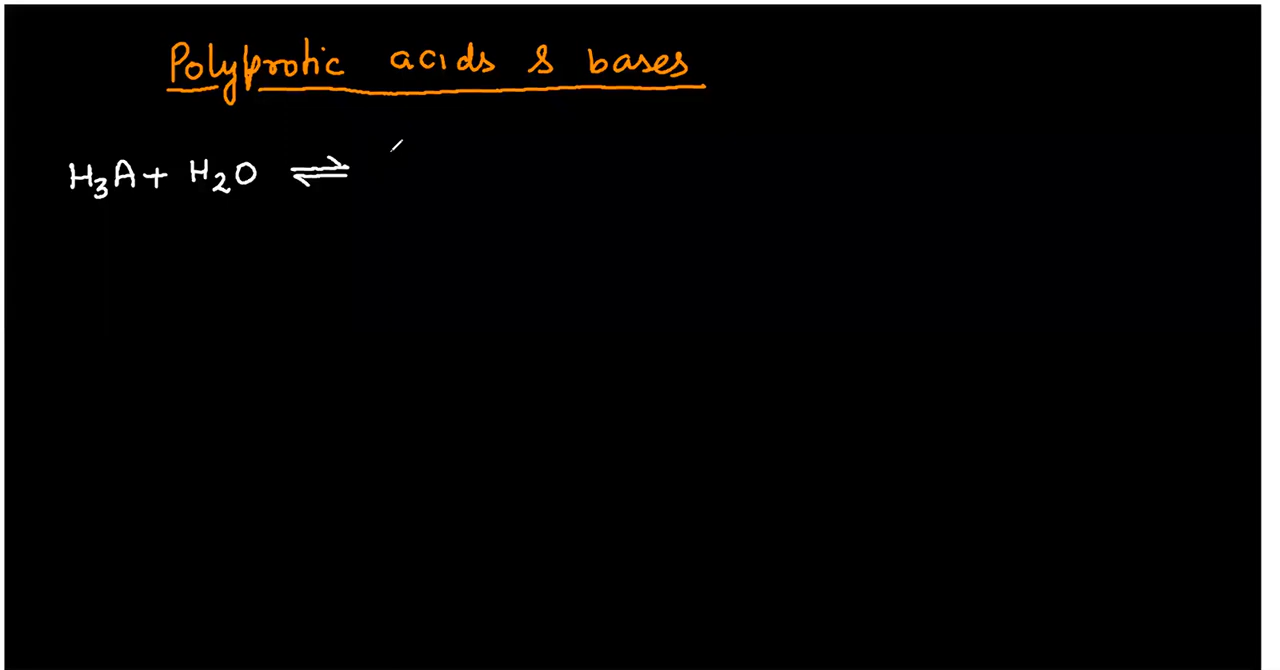 Polyprotic acids & bases
H₃A + H₂O ⇌